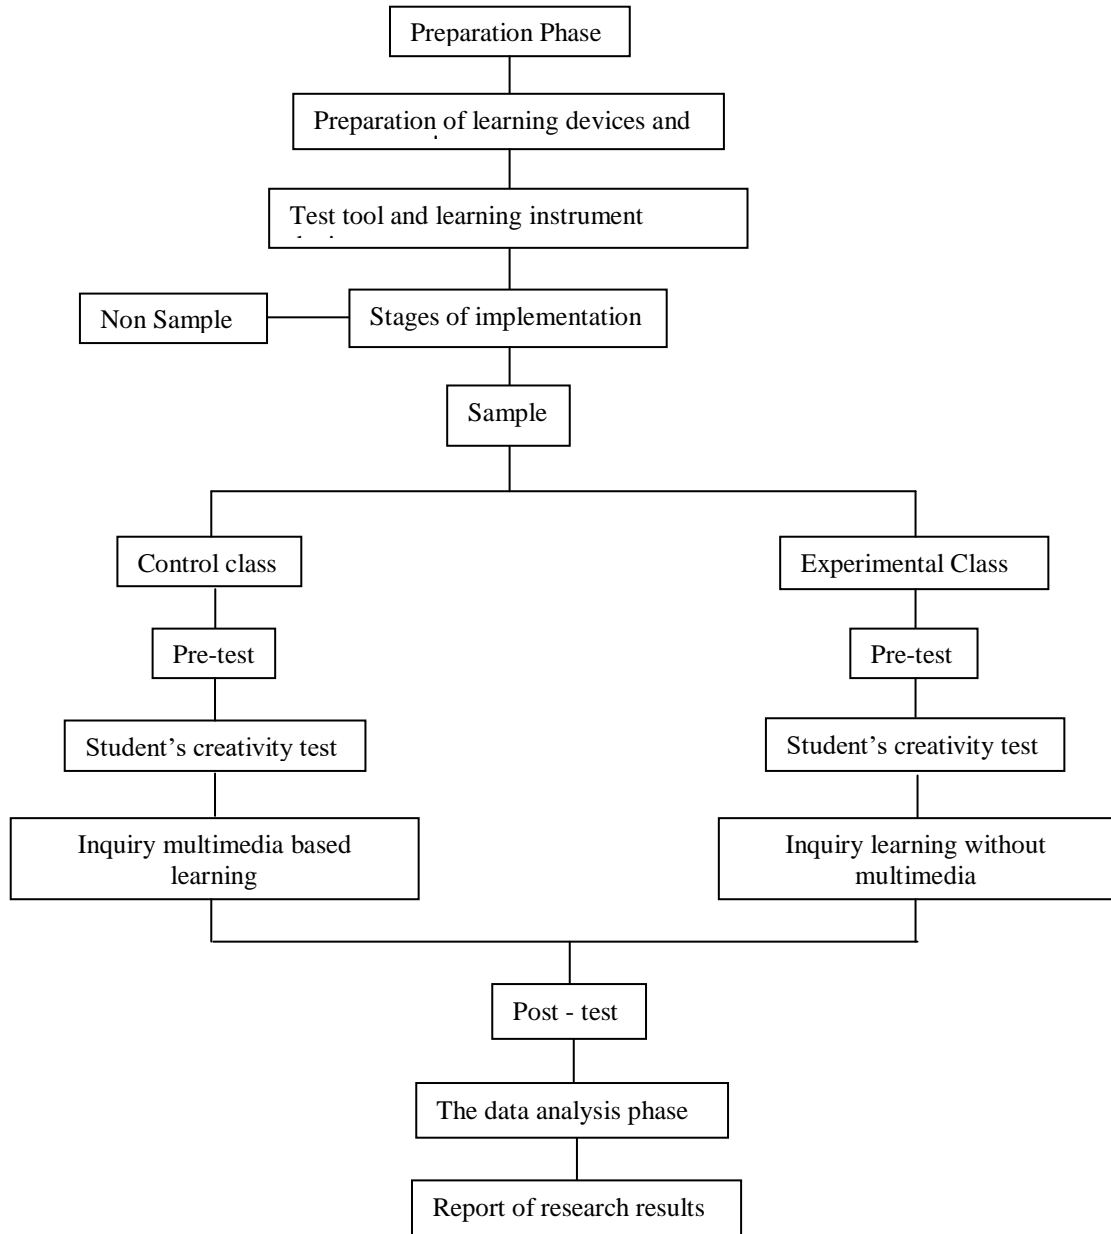 Preparation Phase
Preparation of learning devices and
Test tool and learning instrument
Non Sample
Stages of implementation
Sample
Control class
Experimental Class
Pre-test
Pre-test
Student’s creativity test
Student’s creativity test
Inquiry multimedia based
learning
Inquiry learning without
multimedia
Post - test
The data analysis phase
Report of research results